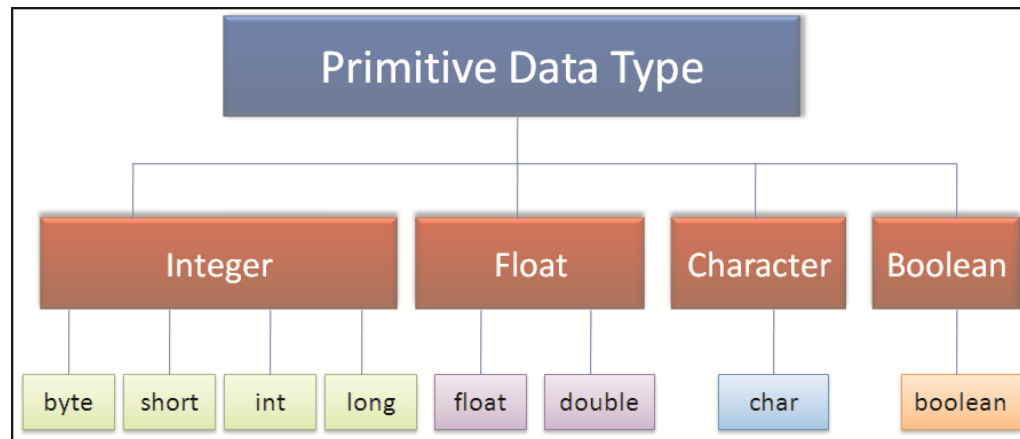 Primitive Data Type
Integer Float Character Boolean
byte short int long float double char boolean